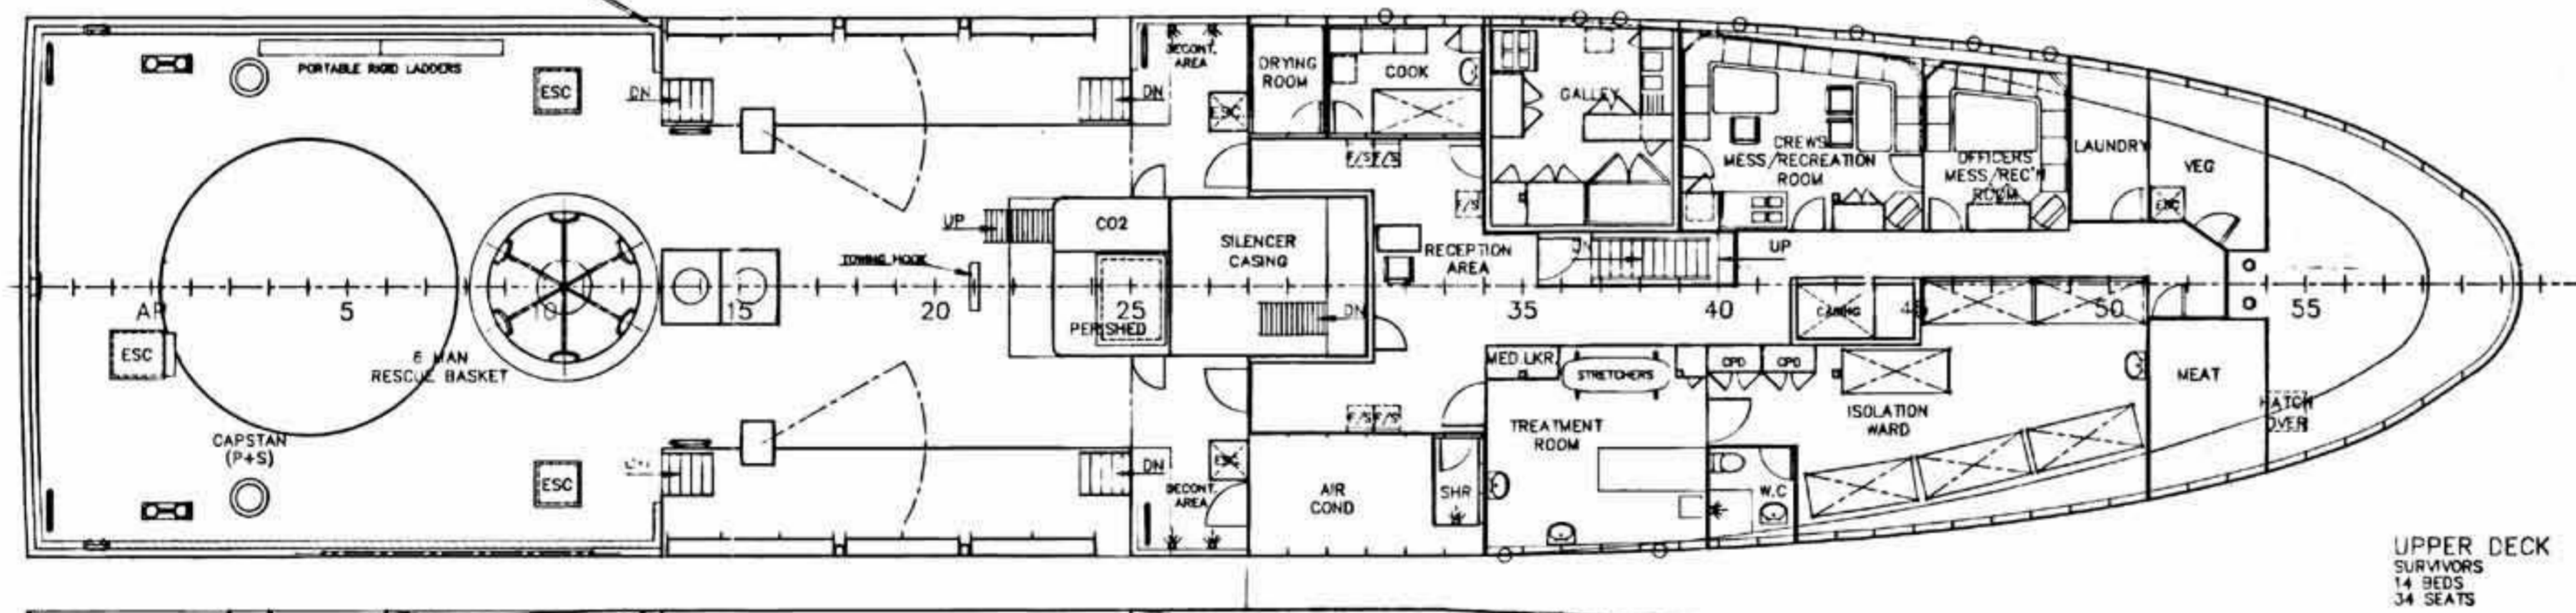 PORTABLE RIGID LADDERS
ESC
DN
DN
DECONT.
AREA
ESC
DRYING
ROOM
COOK
F/S
F/S
GALLEY
F/S
CREWS
MESS/RECREATION
ROOM
OFFICERS
MESS/REC'N
ROOM
LAUNDRY
VEG
ESC
UP
CO2
SILENCER
CASING
RECEPTION
AREA
UP
TOWING HOOK
AP
5
10
15
20
25
35
40
50
55
ESC
6 MAN
RESCUE BASKET
PERISHED
DN
CASING
MED.LKR.
STRETCHERS
CPD
CPD
MEAT
HATCH
OVER
CAPSTAN
(P+S)
F/S
F/S
TREATMENT
ROOM
ISOLATION
WARD
ESC
DN
DECONT.
AREA
ESC
AIR
COND
SHR
W.C
UPPER DECK
SURVIVORS
14 BEDS
34 SEATS